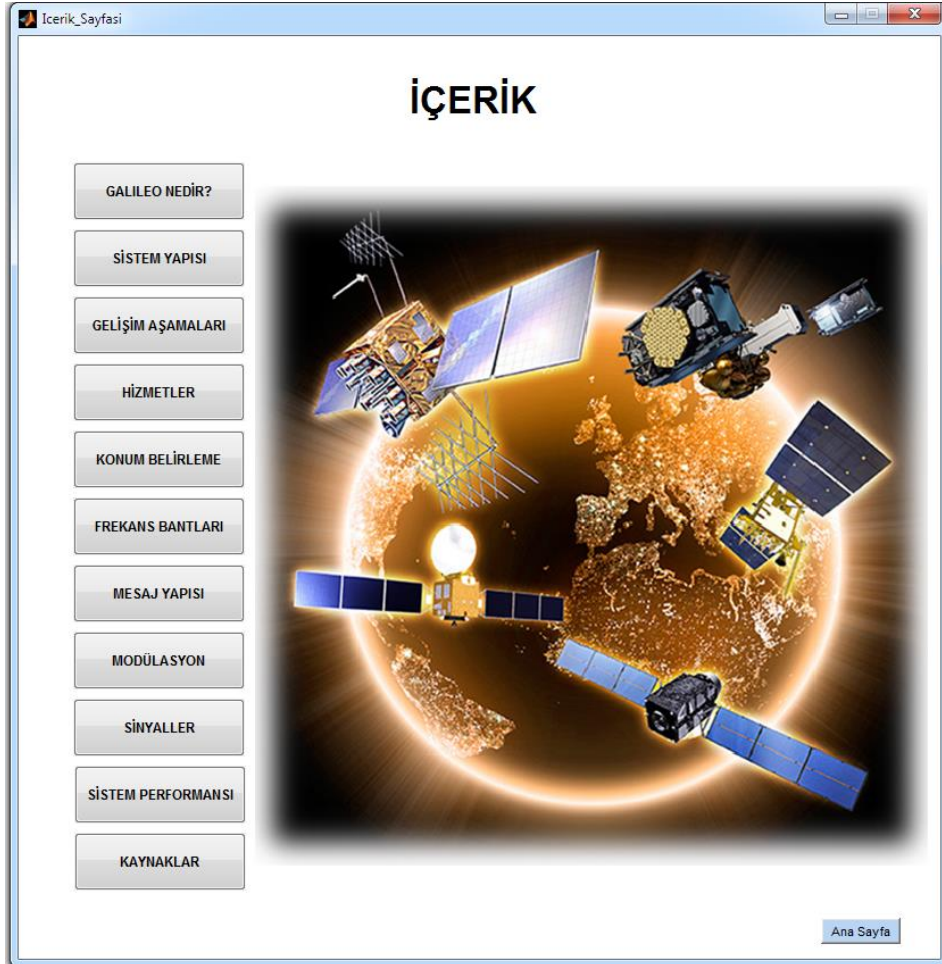 Icerik_Sayfasi
İÇERİK
GALILEO NEDİR?
SİSTEM YAPISI
GELİŞİM AŞAMALARI
HİZMETLER
KONUM BELİRLEME
FREKANS BANTLARI
MESAJ YAPISI
MODÜLASYON
SİNYALLER
SİSTEM PERFORMANSI
KAYNAKLAR
Ana Sayfa